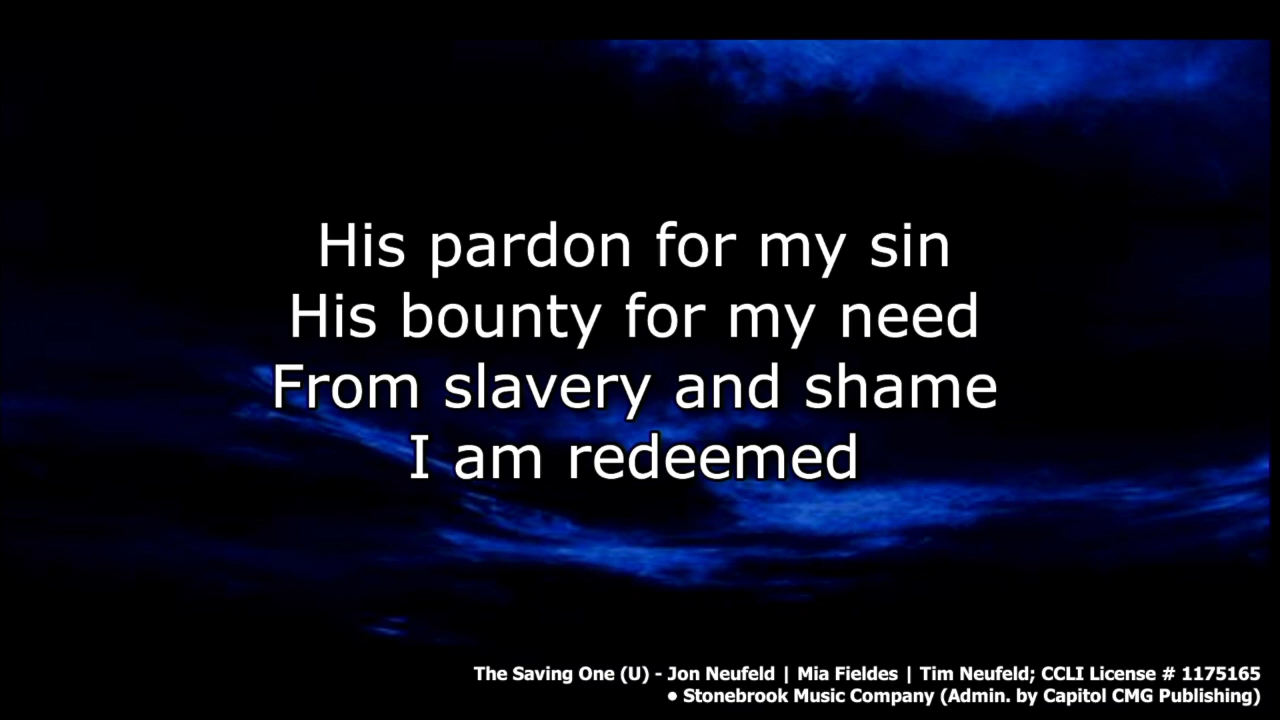 His pardon for my sin
His bounty for my need
From slavery and shame
I am redeemed
The Saving One (U) - Jon Neufeld | Mia Fieldes | Tim Neufeld; CCLI License # 1175165
● Stonebrook Music Company (Admin. by Capitol CMG Publishing)